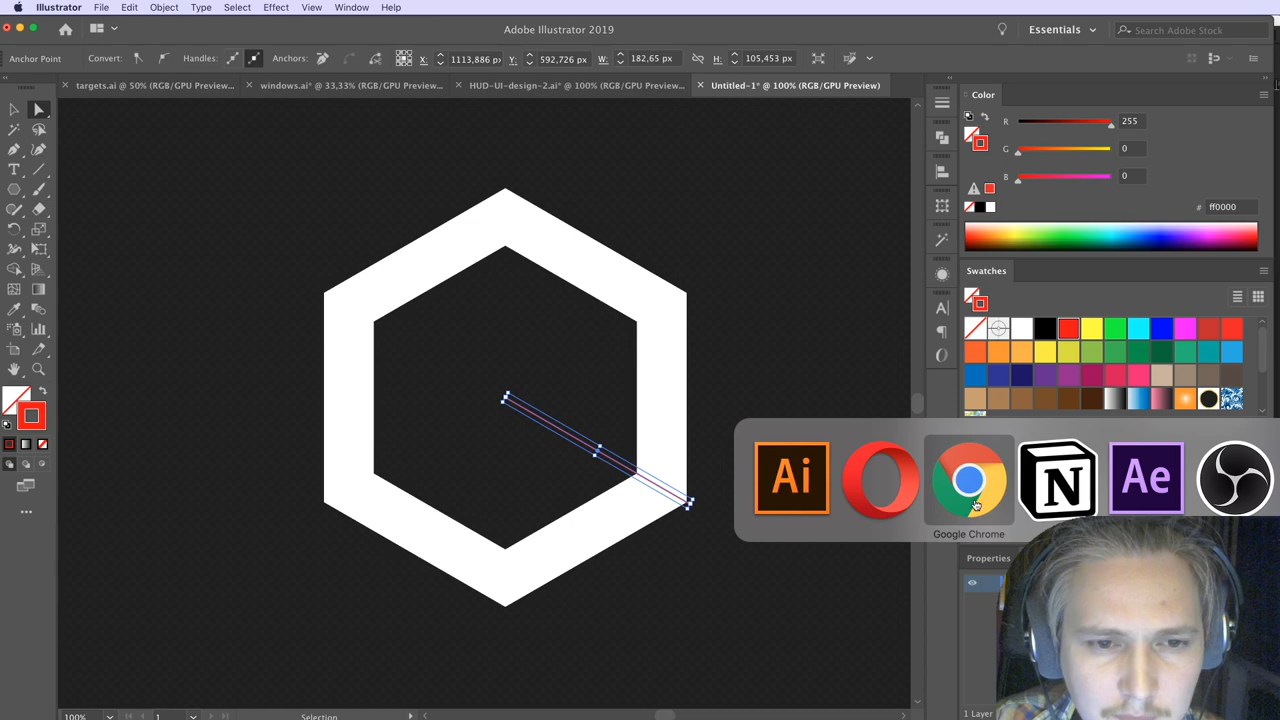 Illustrator File Edit Object Type Select Effect View Window Help
Adobe Illustrator 2019
Essentials
Search Adobe Stock
Anchor Point Convert: Handles: Anchors: X: 1113,886 p Y: 592,726 px W: 182,65 px H: 105,453 px
targets.ai @ 50% (RGB/GPU Preview... windows.ai* @ 33,33% (RGB/GPU Preview... HUD-UI-design-2.ai* @ 100% (RGB/GPU Preview... Untitled-1* @ 100% (RGB/GPU Preview)
Color
R 255
G 0
B 0
# ff0000
Swatches
Ai
Ae
N
Google Chrome
Properties
1 Layer
100% 1 Selection